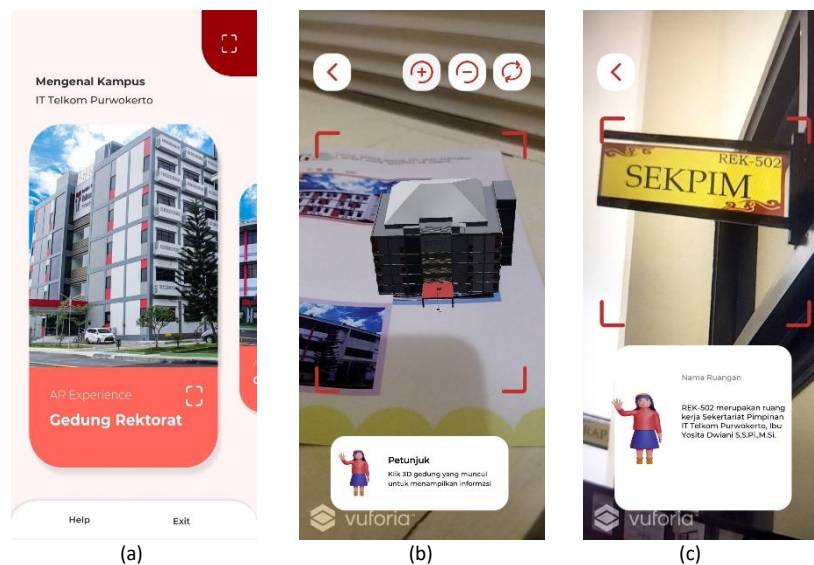 Mengenal Kampus
IT Telkom Purwokerto
AR Experience
Gedung Rektorat
Help
Exit
(a)
Petunjuk
Klik 3D gedung yang muncul
untuk menampilkan informasi
vuforia
(b)
REK-502
SEKPIM
Nama Ruangan
REK-502 merupakan ruang
kerja Sekertariat Pimpinan
IT Telkom Purwokerto, Ibu
Yosita Dwiani S.S.Pi.,M.Si.
vuforia
(c)